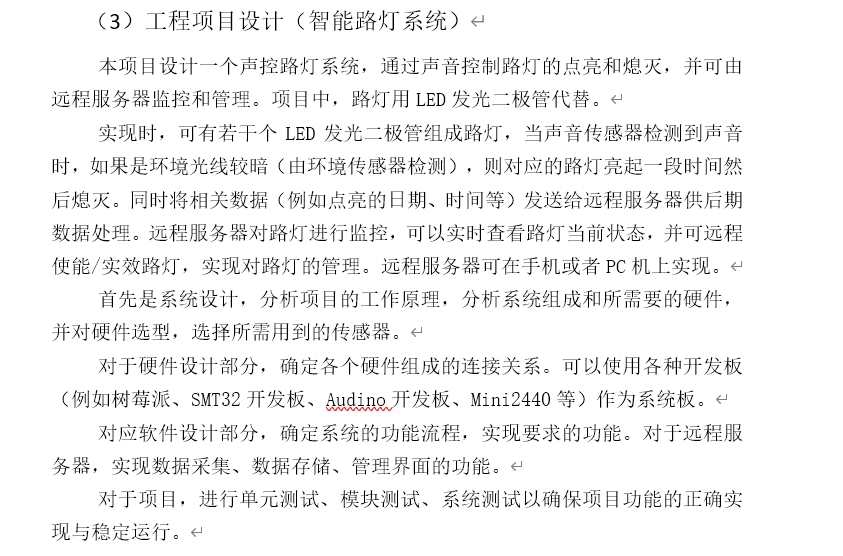 （3）工程项目设计（智能路灯系统）↵
本项目设计一个声控路灯系统，通过声音控制路灯的点亮和熄灭，并可由
远程服务器监控和管理。项目中，路灯用 LED 发光二极管代替。↵
实现时，可有若干个 LED 发光二极管组成路灯，当声音传感器检测到声音
时，如果是环境光线较暗（由环境传感器检测），则对应的路灯亮起一段时间然
后熄灭。同时将相关数据（例如点亮的日期、时间等）发送给远程服务器供后期
数据处理。远程服务器对路灯进行监控，可以实时查看路灯当前状态，并可远程
使能/实效路灯，实现对路灯的管理。远程服务器可在手机或者 PC 机上实现。↵
首先是系统设计，分析项目的工作原理，分析系统组成和所需要的硬件，
并对硬件选型，选择所需用到的传感器。↵
对于硬件设计部分，确定各个硬件组成的连接关系。可以使用各种开发板
（例如树莓派、SMT32 开发板、Audino 开发板、Mini2440 等）作为系统板。↵
对应软件设计部分，确定系统的功能流程，实现要求的功能。对于远程服
务器，实现数据采集、数据存储、管理界面的功能。↵
对于项目，进行单元测试、模块测试、系统测试以确保项目功能的正确实
现与稳定运行。↵